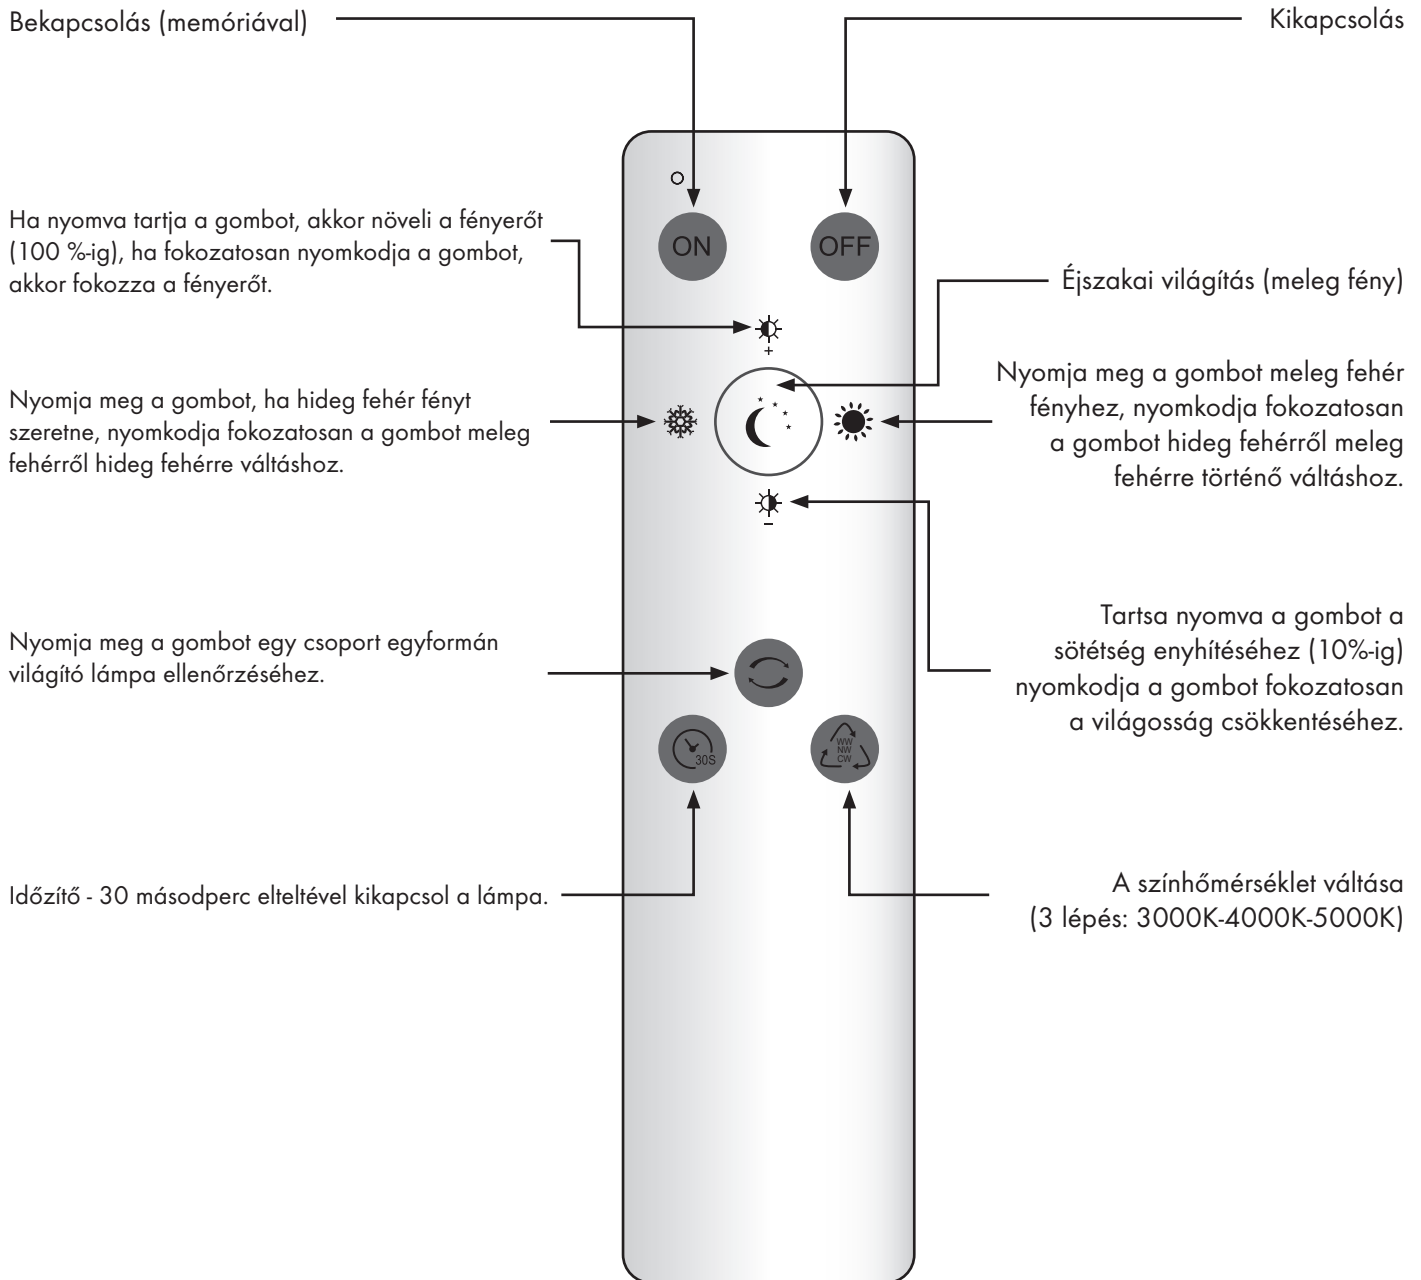 Bekapcsolás (memóriával)
Kikapcsolás
Ha nyomva tartja a gombot, akkor növeli a fényerőt
(100 %-ig), ha fokozatosan nyomkodja a gombot,
akkor fokozza a fényerőt.
ON
OFF
Éjszakai világítás (meleg fény)
+
Nyomja meg a gombot, ha hideg fehér fényt
szeretne, nyomkodja fokozatosan a gombot meleg
fehérről hideg fehérre váltáshoz.
Nyomja meg a gombot meleg fehér
fényhez, nyomkodja fokozatosan
a gombot hideg fehérről meleg
fehérre történő váltáshoz.
–
Tartsa nyomva a gombot a
sötétség enyhítéséhez (10%-ig)
nyomkodja a gombot fokozatosan
a világosság csökkentéséhez.
Nyomja meg a gombot egy csoport egyformán
világító lámpa ellenőrzéséhez.
30S
WW
NW
CW
Időzítő - 30 másodperc elteltével kikapcsol a lámpa.
A színhőmérséklet váltása
(3 lépés: 3000K-4000K-5000K)